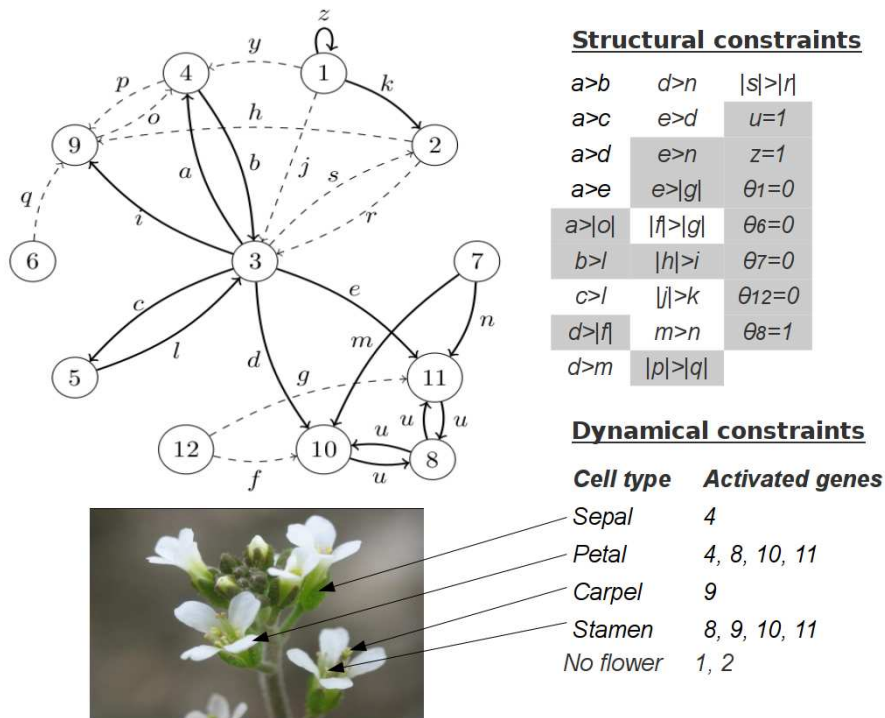 z
y
4
1
p
k
o
h
9
2
a
b
j
s
q
r
i
6
3
7
c
e
l
m
n
d
5
g
11
u
u
12
10
u
8
f
u
Structural constraints
a>b d>n |s|>|r|
a>c e>d u=1
a>d e>n z=1
a>e e>|g| θ1=0
a>|o| |f|>|g| θ6=0
b>l |h|>i θ7=0
c>l |j|>k θ12=0
d>|f| m>n θ8=1
d>m |p|>|q|
Dynamical constraints
Cell type Activated genes
Sepal 4
Petal 4, 8, 10, 11
Carpel 9
Stamen 8, 9, 10, 11
No flower 1, 2